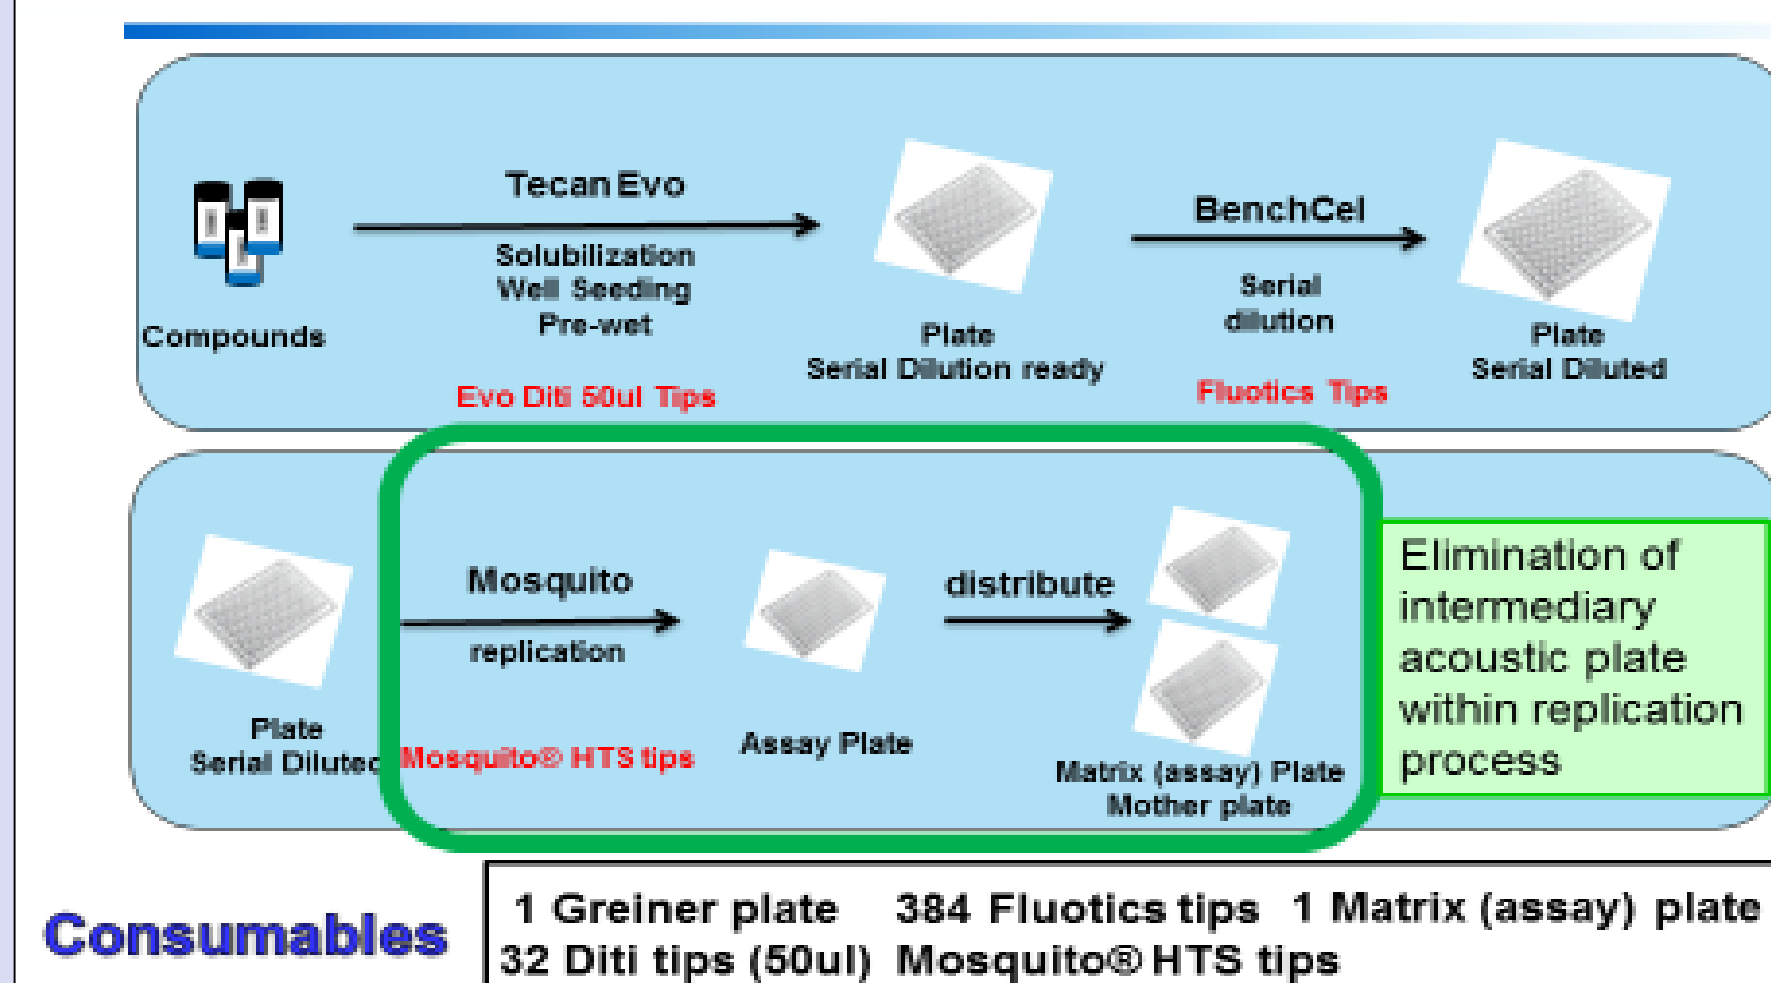 Tecan Evo
Solubilization
Well Seeding
Pre-wet
Evo Diti 50ul Tips
Compounds
Plate
Serial Dilution ready
BenchCel
Serial
dilution
Fluotics Tips
Plate
Serial Diluted
Plate
Serial Diluted
Mosquito
replication
Mosquito® HTS tips
Assay Plate
distribute
Matrix (assay) Plate
Mother plate
Elimination of
intermediary
acoustic plate
within replication
process
Consumables
1 Greiner plate 384 Fluotics tips 1 Matrix (assay) plate
32 Diti tips (50ul) Mosquito® HTS tips